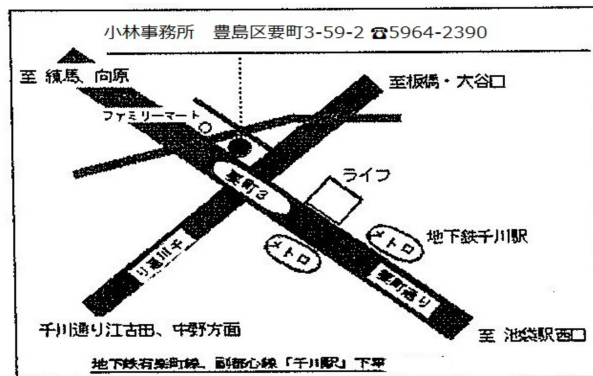 小林事務所　豊島区要町3-59-2 ☎5964-2390
至 練馬、向原
至板橋・大谷口
ファミリーマート
要町3
ライフ
メトロ
地下鉄千川駅
メトロ
千川通り
要町通り
千川通り江古田、中野方面
至 池袋駅西口
地下鉄有楽町線、副都心線「千川駅」下車